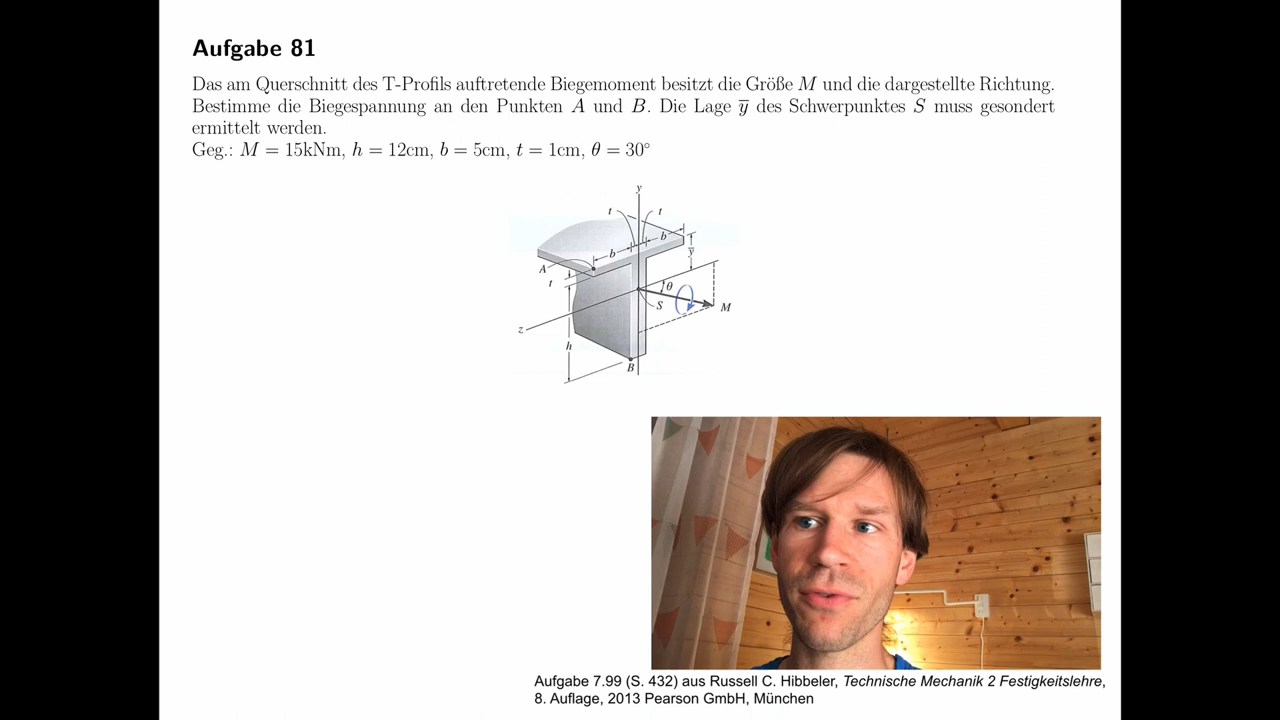 Aufgabe 81
Das am Querschnitt des T-Profils auftretende Biegemoment besitzt die Größe M und die dargestellte Richtung.
Bestimme die Biegespannung an den Punkten A und B. Die Lage y̅ des Schwerpunktes S muss gesondert
ermittelt werden.
Geg.: M = 15kNm, h = 12cm, b = 5cm, t = 1cm, θ = 30°
y
t
t
b
b
y̅
A
t
θ
S
M
z
h
B
Aufgabe 7.99 (S. 432) aus Russell C. Hibbeler, Technische Mechanik 2 Festigkeitslehre,
8. Auflage, 2013 Pearson GmbH, München